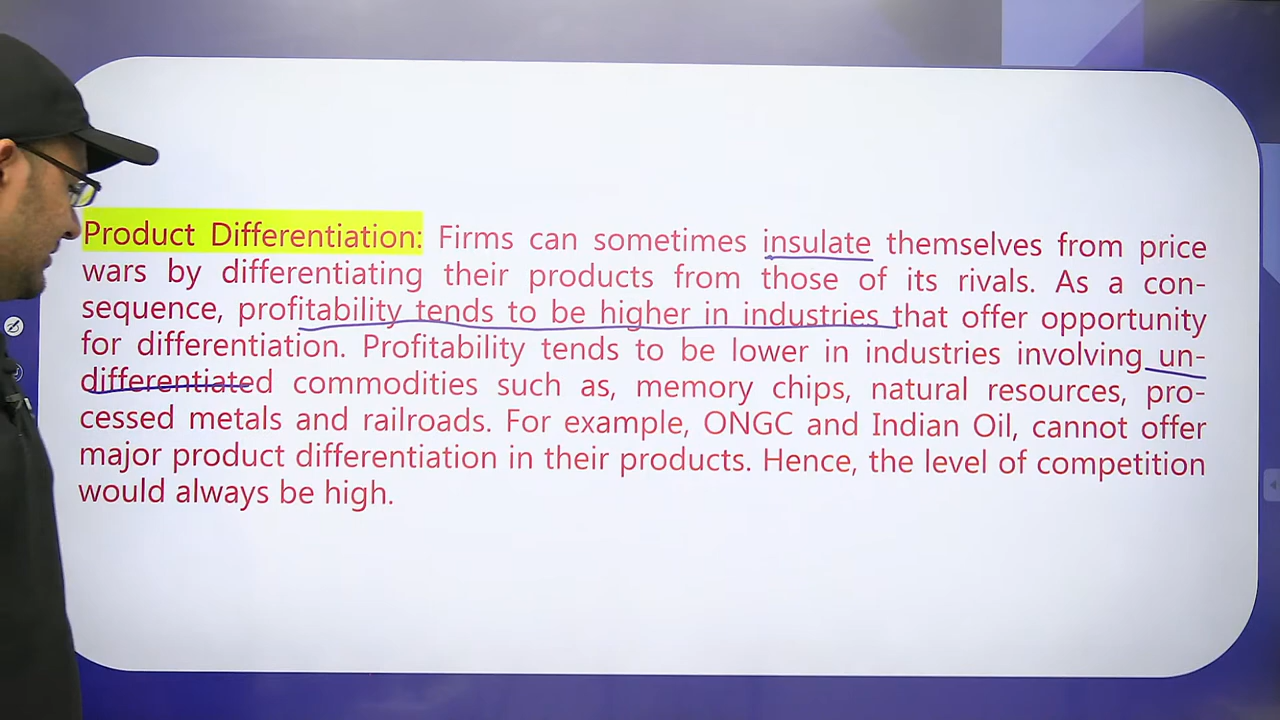 Product Differentiation: Firms can sometimes insulate themselves from price
wars by differentiating their products from those of its rivals. As a con-
sequence, profitability tends to be higher in industries that offer opportunity
for differentiation. Profitability tends to be lower in industries involving un-
differentiated commodities such as, memory chips, natural resources, pro-
cessed metals and railroads. For example, ONGC and Indian Oil, cannot offer
major product differentiation in their products. Hence, the level of competition
would always be high.